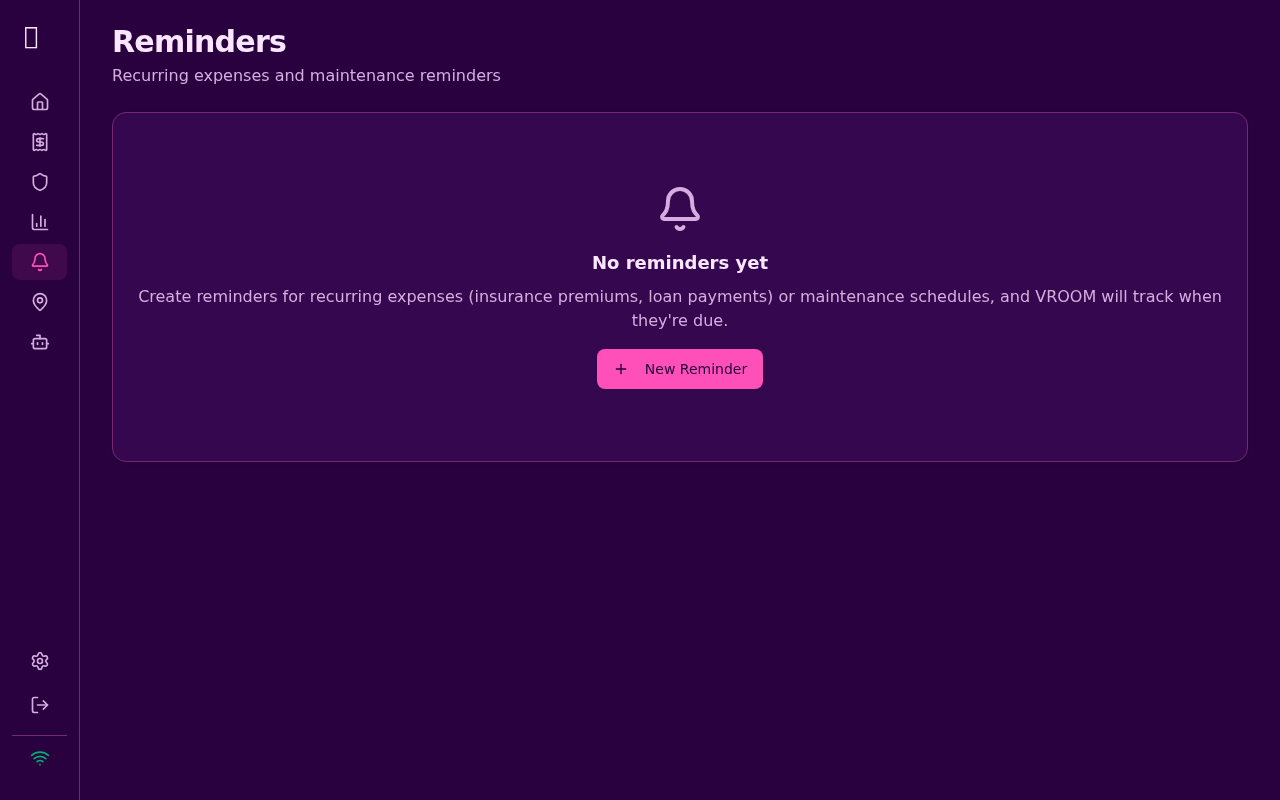 Reminders
Recurring expenses and maintenance reminders
No reminders yet
Create reminders for recurring expenses (insurance premiums, loan payments) or maintenance schedules, and VROOM will track when
they're due.
New Reminder